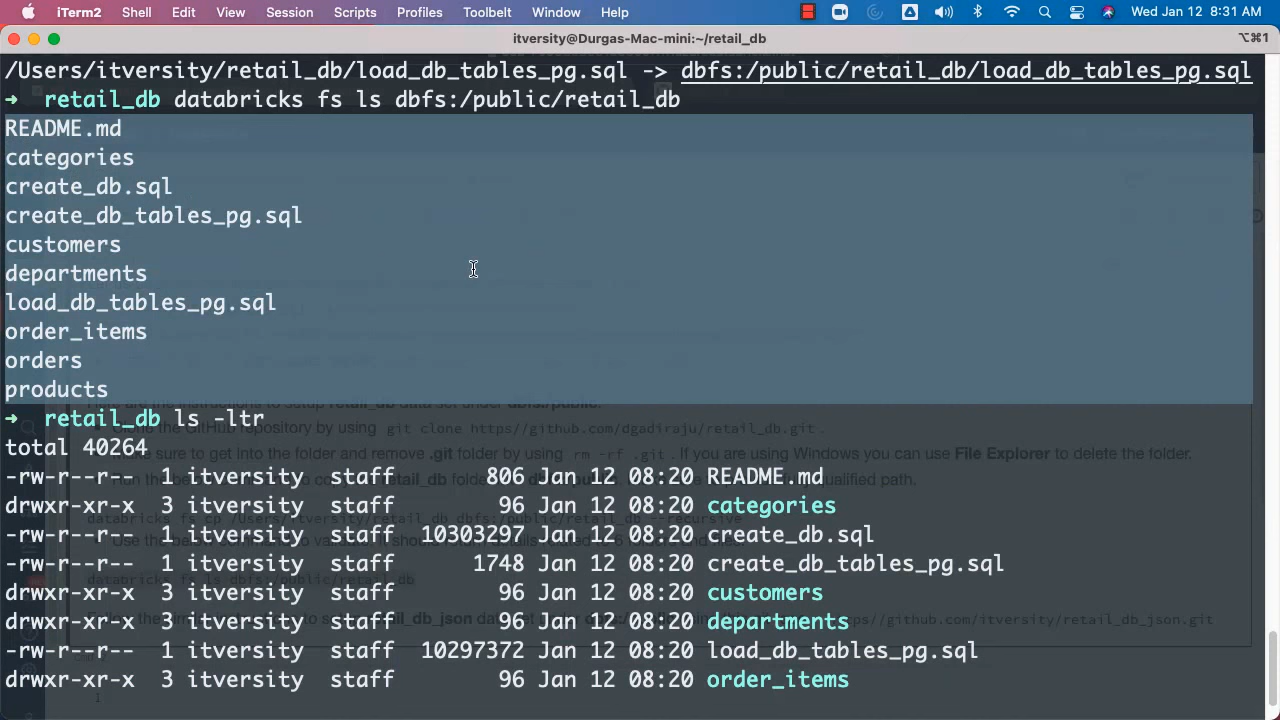 iTerm2 Shell Edit View Session Scripts Profiles Toolbelt Window Help Wed Jan 12 8:31 AM
itversity@Durgas-Mac-mini:~/retail_db ⌥⌘1
/Users/itversity/retail_db/load_db_tables_pg.sql -> dbfs:/public/retail_db/load_db_tables_pg.sql
➜ retail_db databricks fs ls dbfs:/public/retail_db
README.md
categories
create_db.sql
create_db_tables_pg.sql
customers
departments
load_db_tables_pg.sql
order_items
orders
products
➜ retail_db ls -ltr
total 40264
-rw-r--r-- 1 itversity staff 806 Jan 12 08:20 README.md
drwxr-xr-x 3 itversity staff 96 Jan 12 08:20 categories
-rw-r--r-- 1 itversity staff 10303297 Jan 12 08:20 create_db.sql
-rw-r--r-- 1 itversity staff 1748 Jan 12 08:20 create_db_tables_pg.sql
drwxr-xr-x 3 itversity staff 96 Jan 12 08:20 customers
drwxr-xr-x 3 itversity staff 96 Jan 12 08:20 departments
-rw-r--r-- 1 itversity staff 10297372 Jan 12 08:20 load_db_tables_pg.sql
drwxr-xr-x 3 itversity staff 96 Jan 12 08:20 order_items